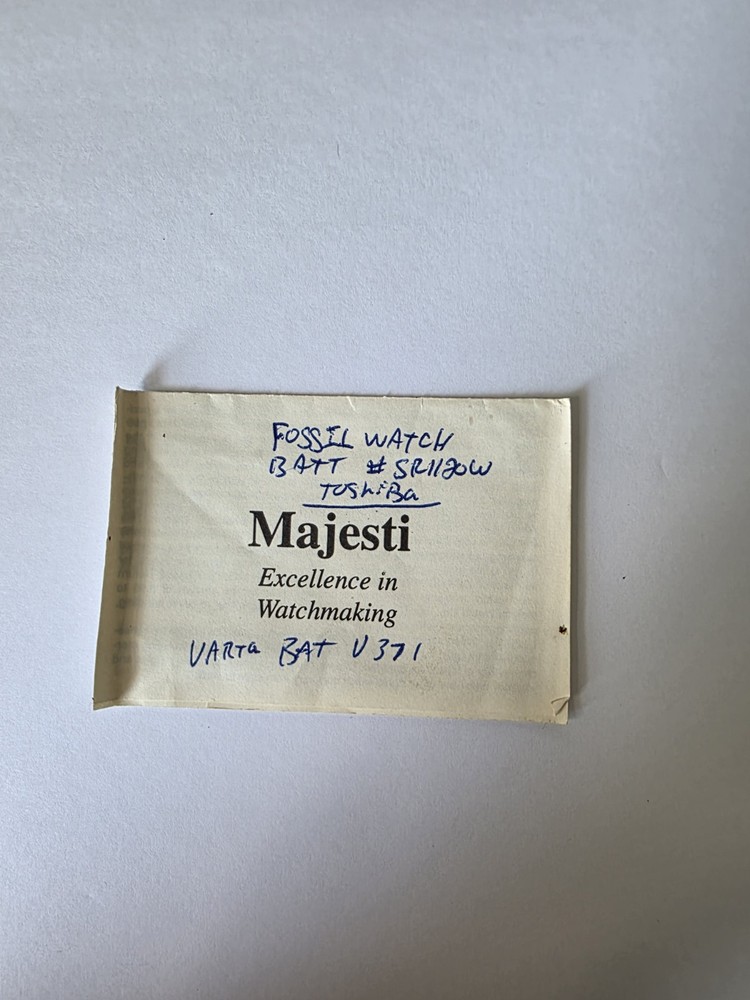 FOSSIL WATCH
BATT # SR1120W
TOSHiBa
Majesti
Excellence in
Watchmaking
VARTa BAT V371